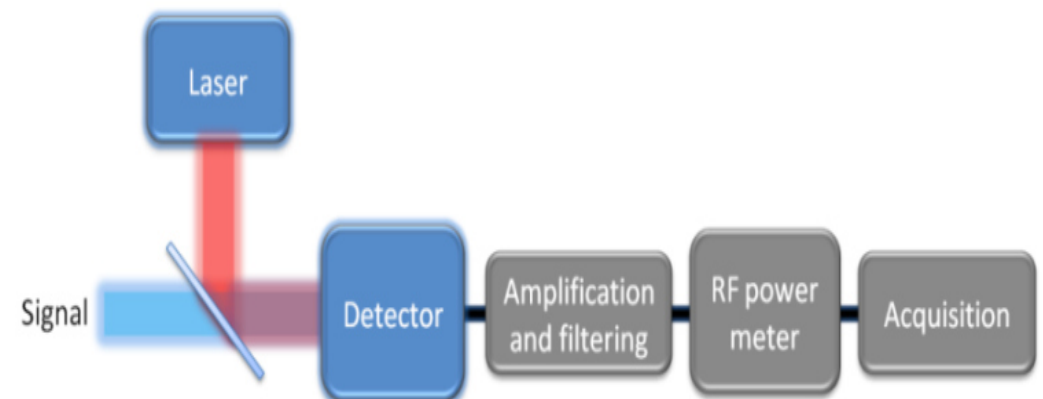 Laser
Signal
Detector
Amplification
and filtering
RF power
meter
Acquisition